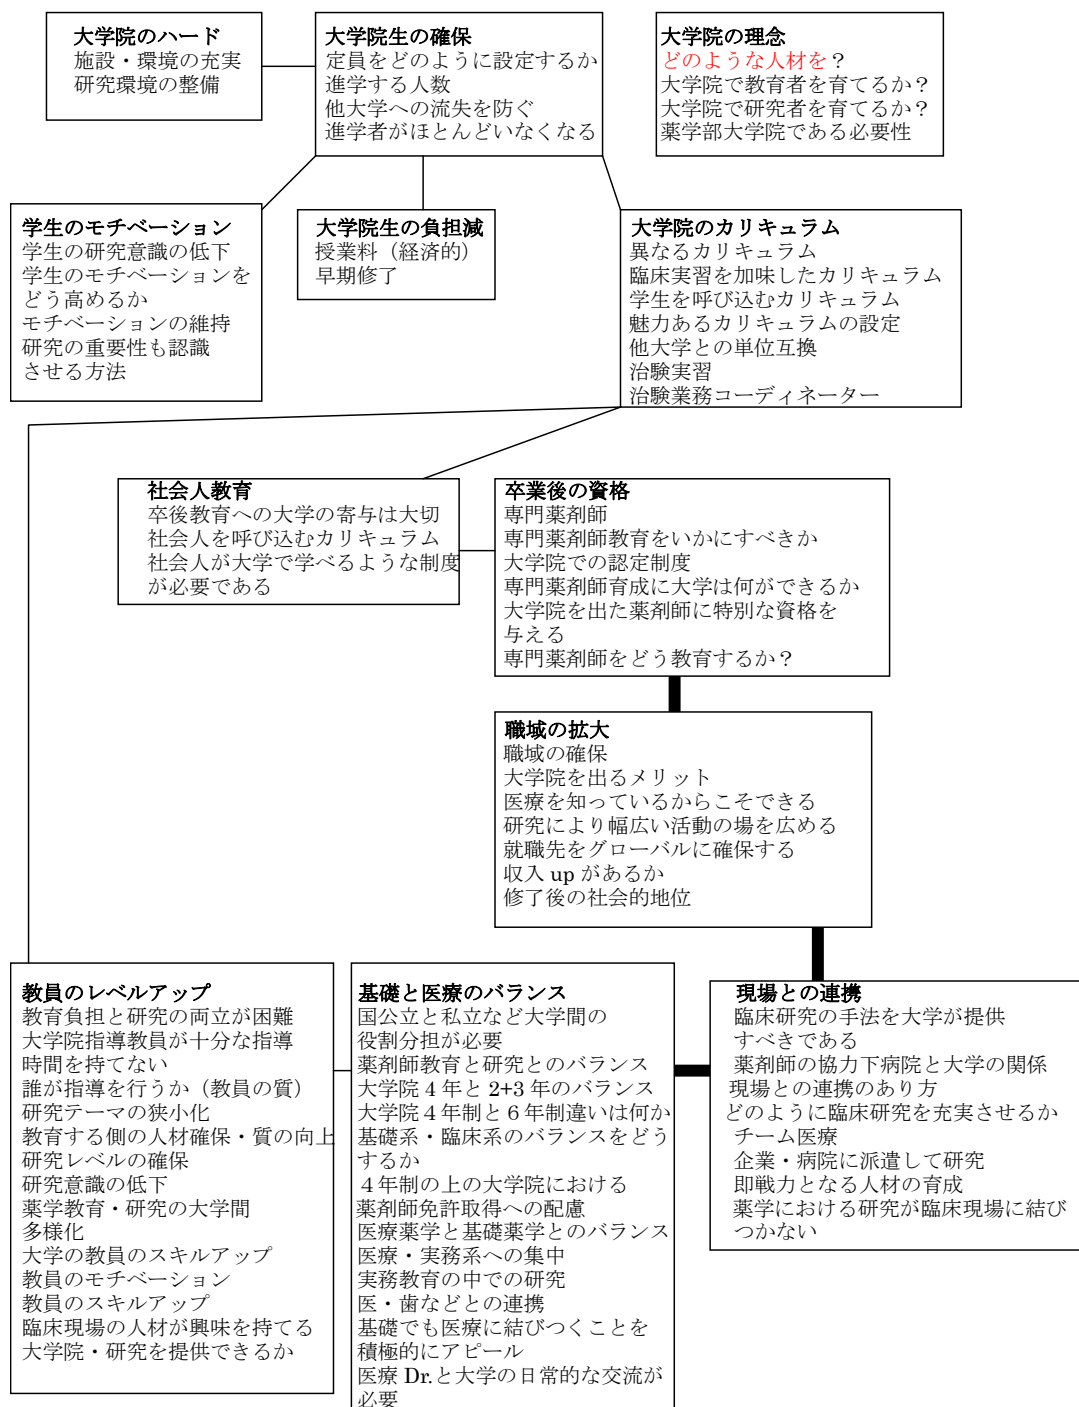 大学院のハード
施設・環境の充実
研究環境の整備
大学院生の確保
定員をどのように設定するか
進学する人数
他大学への流失を防ぐ
進学者がほとんどいなくなる
大学院の理念
どのような人材を？
大学院で教育者を育てるか？
大学院で研究者を育てるか？
薬学部大学院である必要性
学生のモチベーション
学生の研究意識の低下
学生のモチベーションを
どう高めるか
モチベーションの維持
研究の重要性も認識
させる方法
大学院生の負担減
授業料（経済的）
早期修了
大学院のカリキュラム
異なるカリキュラム
臨床実習を加味したカリキュラム
学生を呼び込むカリキュラム
魅力あるカリキュラムの設定
他大学との単位互換
治験実習
治験業務コーディネーター
社会人教育
卒後教育への大学の寄与は大切
社会人を呼び込むカリキュラム
社会人が大学で学べるような制度
が必要である
卒業後の資格
専門薬剤師
専門薬剤師教育をいかにすべきか
大学院での認定制度
専門薬剤師育成に大学は何ができるか
大学院を出た薬剤師に特別な資格を
与える
専門薬剤師をどう教育するか？
職域の拡大
職域の確保
大学院を出るメリット
医療を知っているからこそできる
研究により幅広い活動の場を広める
就職先をグローバルに確保する
収入 up があるか
修了後の社会的地位
教員のレベルアップ
教育負担と研究の両立が困難
大学院指導教員が十分な指導
時間を持てない
誰が指導を行うか（教員の質）
研究テーマの狭小化
教育する側の人材確保・質の向上
研究レベルの確保
研究意識の低下
薬学教育・研究の大学間
多様化
大学の教員のスキルアップ
教員のモチベーション
教員のスキルアップ
臨床現場の人材が興味を持てる
大学院・研究を提供できるか
基礎と医療のバランス
国公立と私立など大学間の
役割分担が必要
薬剤師教育と研究とのバランス
大学院 4 年と 2+3 年のバランス
大学院４年制と６年制違いは何か
基礎系・臨床系のバランスをどう
するか
４年制の上の大学院における
薬剤師免許取得への配慮
医療薬学と基礎薬学とのバランス
医療・実務系への集中
実務教育の中での研究
医・歯などとの連携
基礎でも医療に結びつくことを
積極的にアピール
医療 Dr.と大学の日常的な交流が
必要
現場との連携
臨床研究の手法を大学が提供
すべきである
薬剤師の協力下病院と大学の関係
現場との連携のあり方
どのように臨床研究を充実させるか
チーム医療
企業・病院に派遣して研究
即戦力となる人材の育成
薬学における研究が臨床現場に結び
つかない